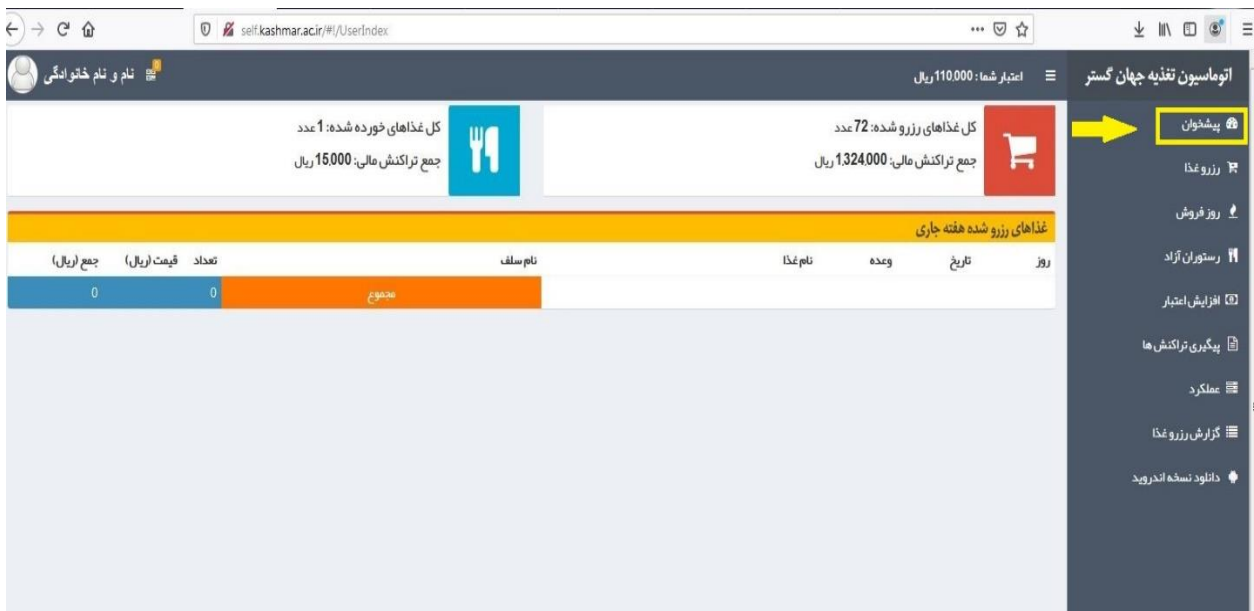 self.kashmar.ac.ir/#!/UserIndex
اتوماسیون تغذیه جهان گستر
اعتبار شما : 110,000 ریال
نام و نام خانوادگی
0
پیشخوان
رزرو غذا
روز فروش
رستوران آزاد
افزایش اعتبار
پیگیری تراکنش ها
عملکرد
گزارش رزرو غذا
دانلود نسخه اندروید
کل غذاهای رزرو شده: 72 عدد
جمع تراکنش مالی: 1,324,000 ریال
کل غذاهای خورده شده: 1 عدد
جمع تراکنش مالی: 15,000 ریال
غذاهای رزرو شده هفته جاری
روز تاریخ وعده نام غذا نام سلف تعداد قیمت (ریال) جمع (ریال)
مجموع 0 0